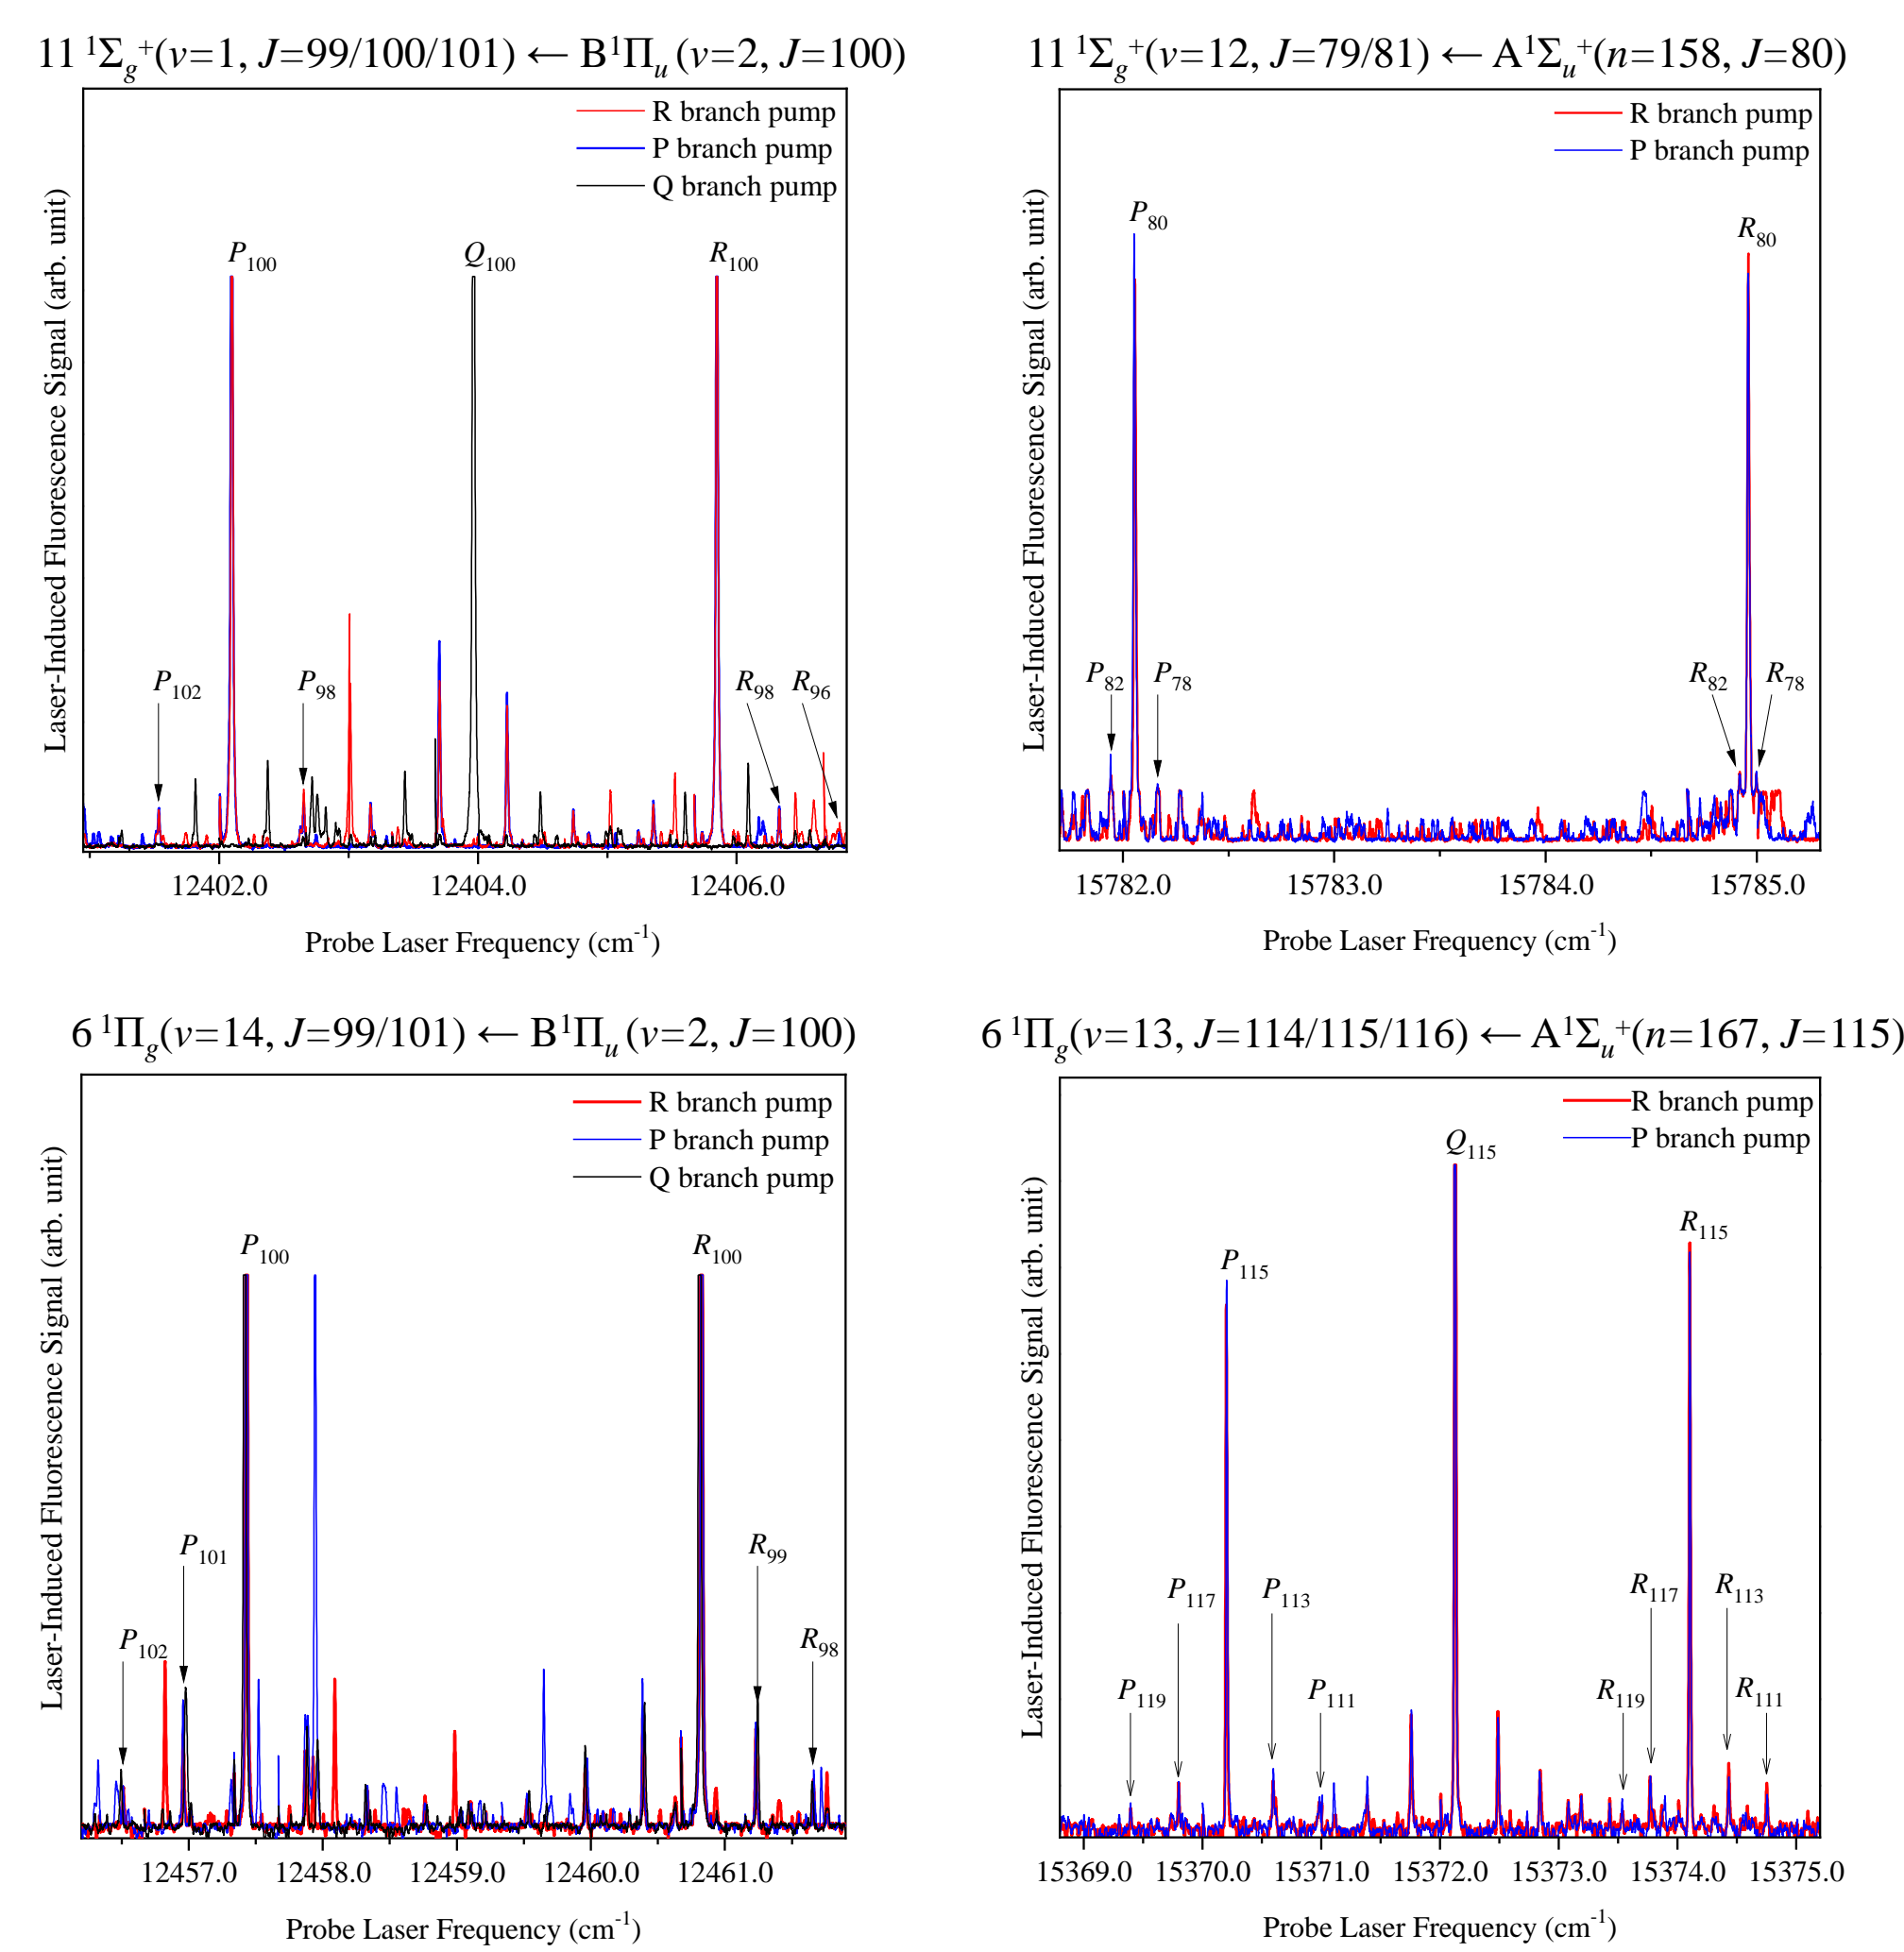 11 ¹Σg⁺(v=1, J=99/100/101) ← B¹Πu (v=2, J=100)
R branch pump
P branch pump
Q branch pump
P100
Q100
R100
P102
P98
R98
R96
Laser-Induced Fluorescence Signal (arb. unit)
12402.0
12404.0
12406.0
Probe Laser Frequency (cm⁻¹)
11 ¹Σg⁺(v=12, J=79/81) ← A¹Σu⁺(n=158, J=80)
R branch pump
P branch pump
P80
R80
P82
P78
R82
R78
Laser-Induced Fluorescence Signal (arb. unit)
15782.0
15783.0
15784.0
15785.0
Probe Laser Frequency (cm⁻¹)
6 ¹Πg(v=14, J=99/101) ← B¹Πu (v=2, J=100)
R branch pump
P branch pump
Q branch pump
P100
R100
P101
R99
P102
R98
Laser-Induced Fluorescence Signal (arb. unit)
12457.0
12458.0
12459.0
12460.0
12461.0
Probe Laser Frequency (cm⁻¹)
6 ¹Πg(v=13, J=114/115/116) ← A¹Σu⁺(n=167, J=115)
R branch pump
P branch pump
Q115
R115
P115
P117
P113
R117
R113
P119
P111
R119
R111
Laser-Induced Fluorescence Signal (arb. unit)
15369.0
15370.0
15371.0
15372.0
15373.0
15374.0
15375.0
Probe Laser Frequency (cm⁻¹)